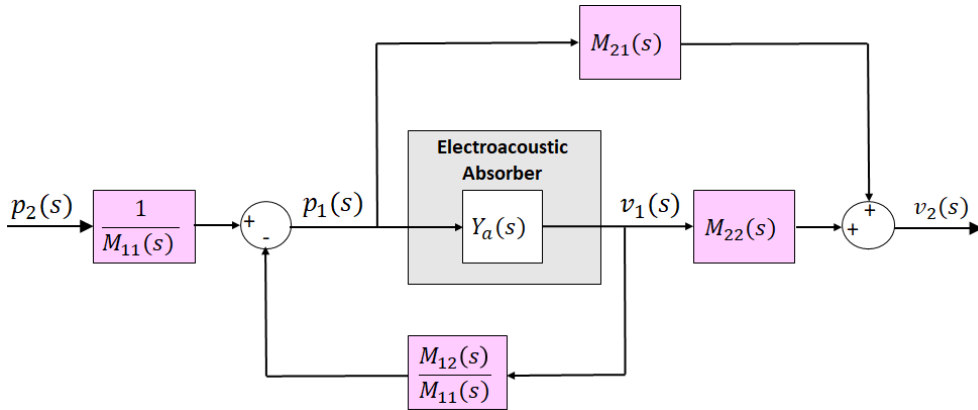 M₂₁(s)
Electroacoustic
Absorber
p₂(s)
1
M₁₁(s)
+
-
p₁(s)
Yₐ(s)
v₁(s)
M₂₂(s)
+
+
v₂(s)
M₁₂(s)
M₁₁(s)